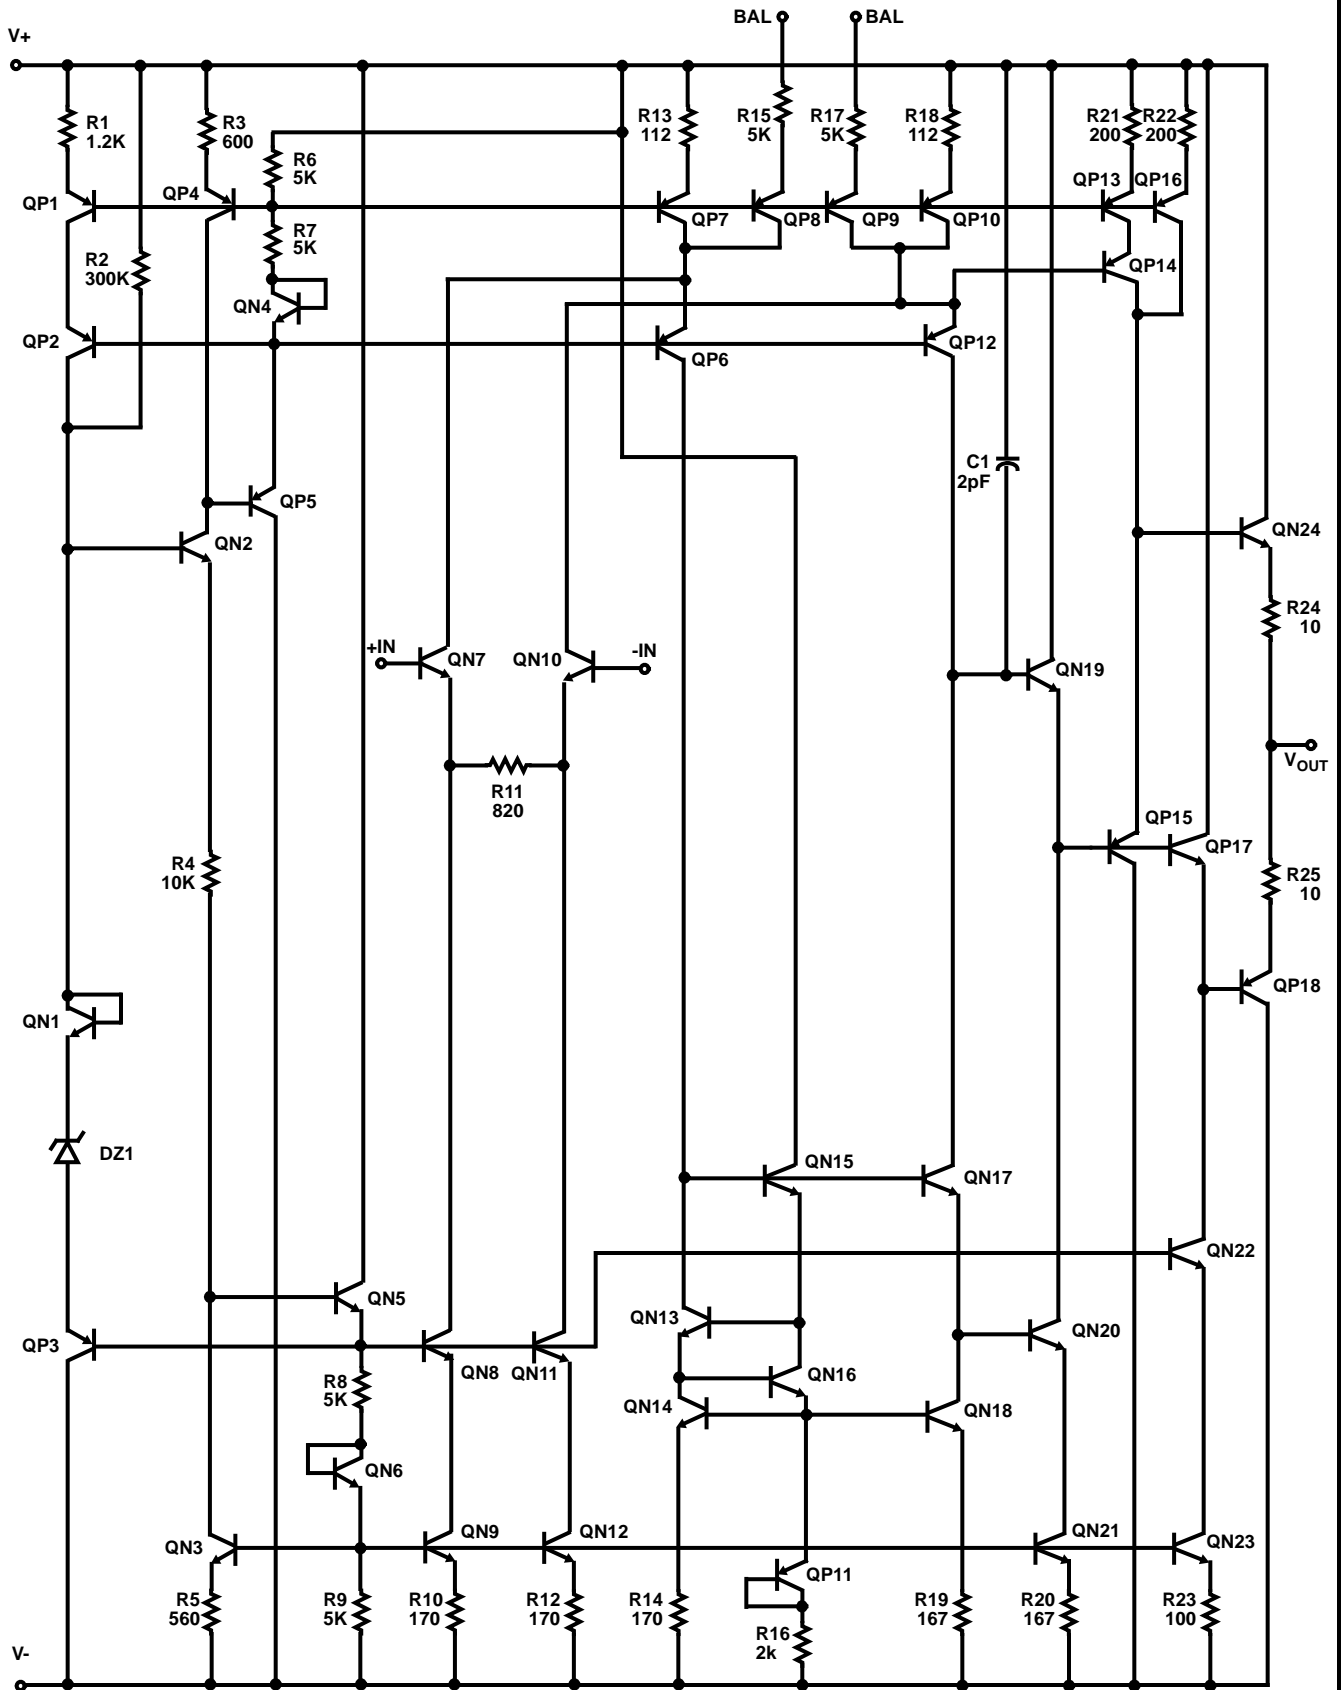 BAL
BAL
V+
R1
1.2K
R3
600
R6
5K
R13
112
R15
5K
R17
5K
R18
112
R21
200
R22
200
QP1
QP4
QP7
QP8
QP9
QP10
QP13
QP16
R2
300K
R7
5K
QN4
QP14
QP2
QP6
QP12
C1
2pF
QP5
QN2
QN24
R24
10
+IN
QN7
QN10
-IN
QN19
VOUT
R11
820
QP15
QP17
R4
10K
R25
10
QP18
QN1
DZ1
QN15
QN17
QN22
QN5
QN13
QN20
QP3
QN8
QN11
R8
5K
QN16
QN14
QN18
QN6
QN3
QN9
QN12
QN21
QN23
QP11
R5
560
R9
5K
R10
170
R12
170
R14
170
R16
2k
R19
167
R20
167
R23
100
V-